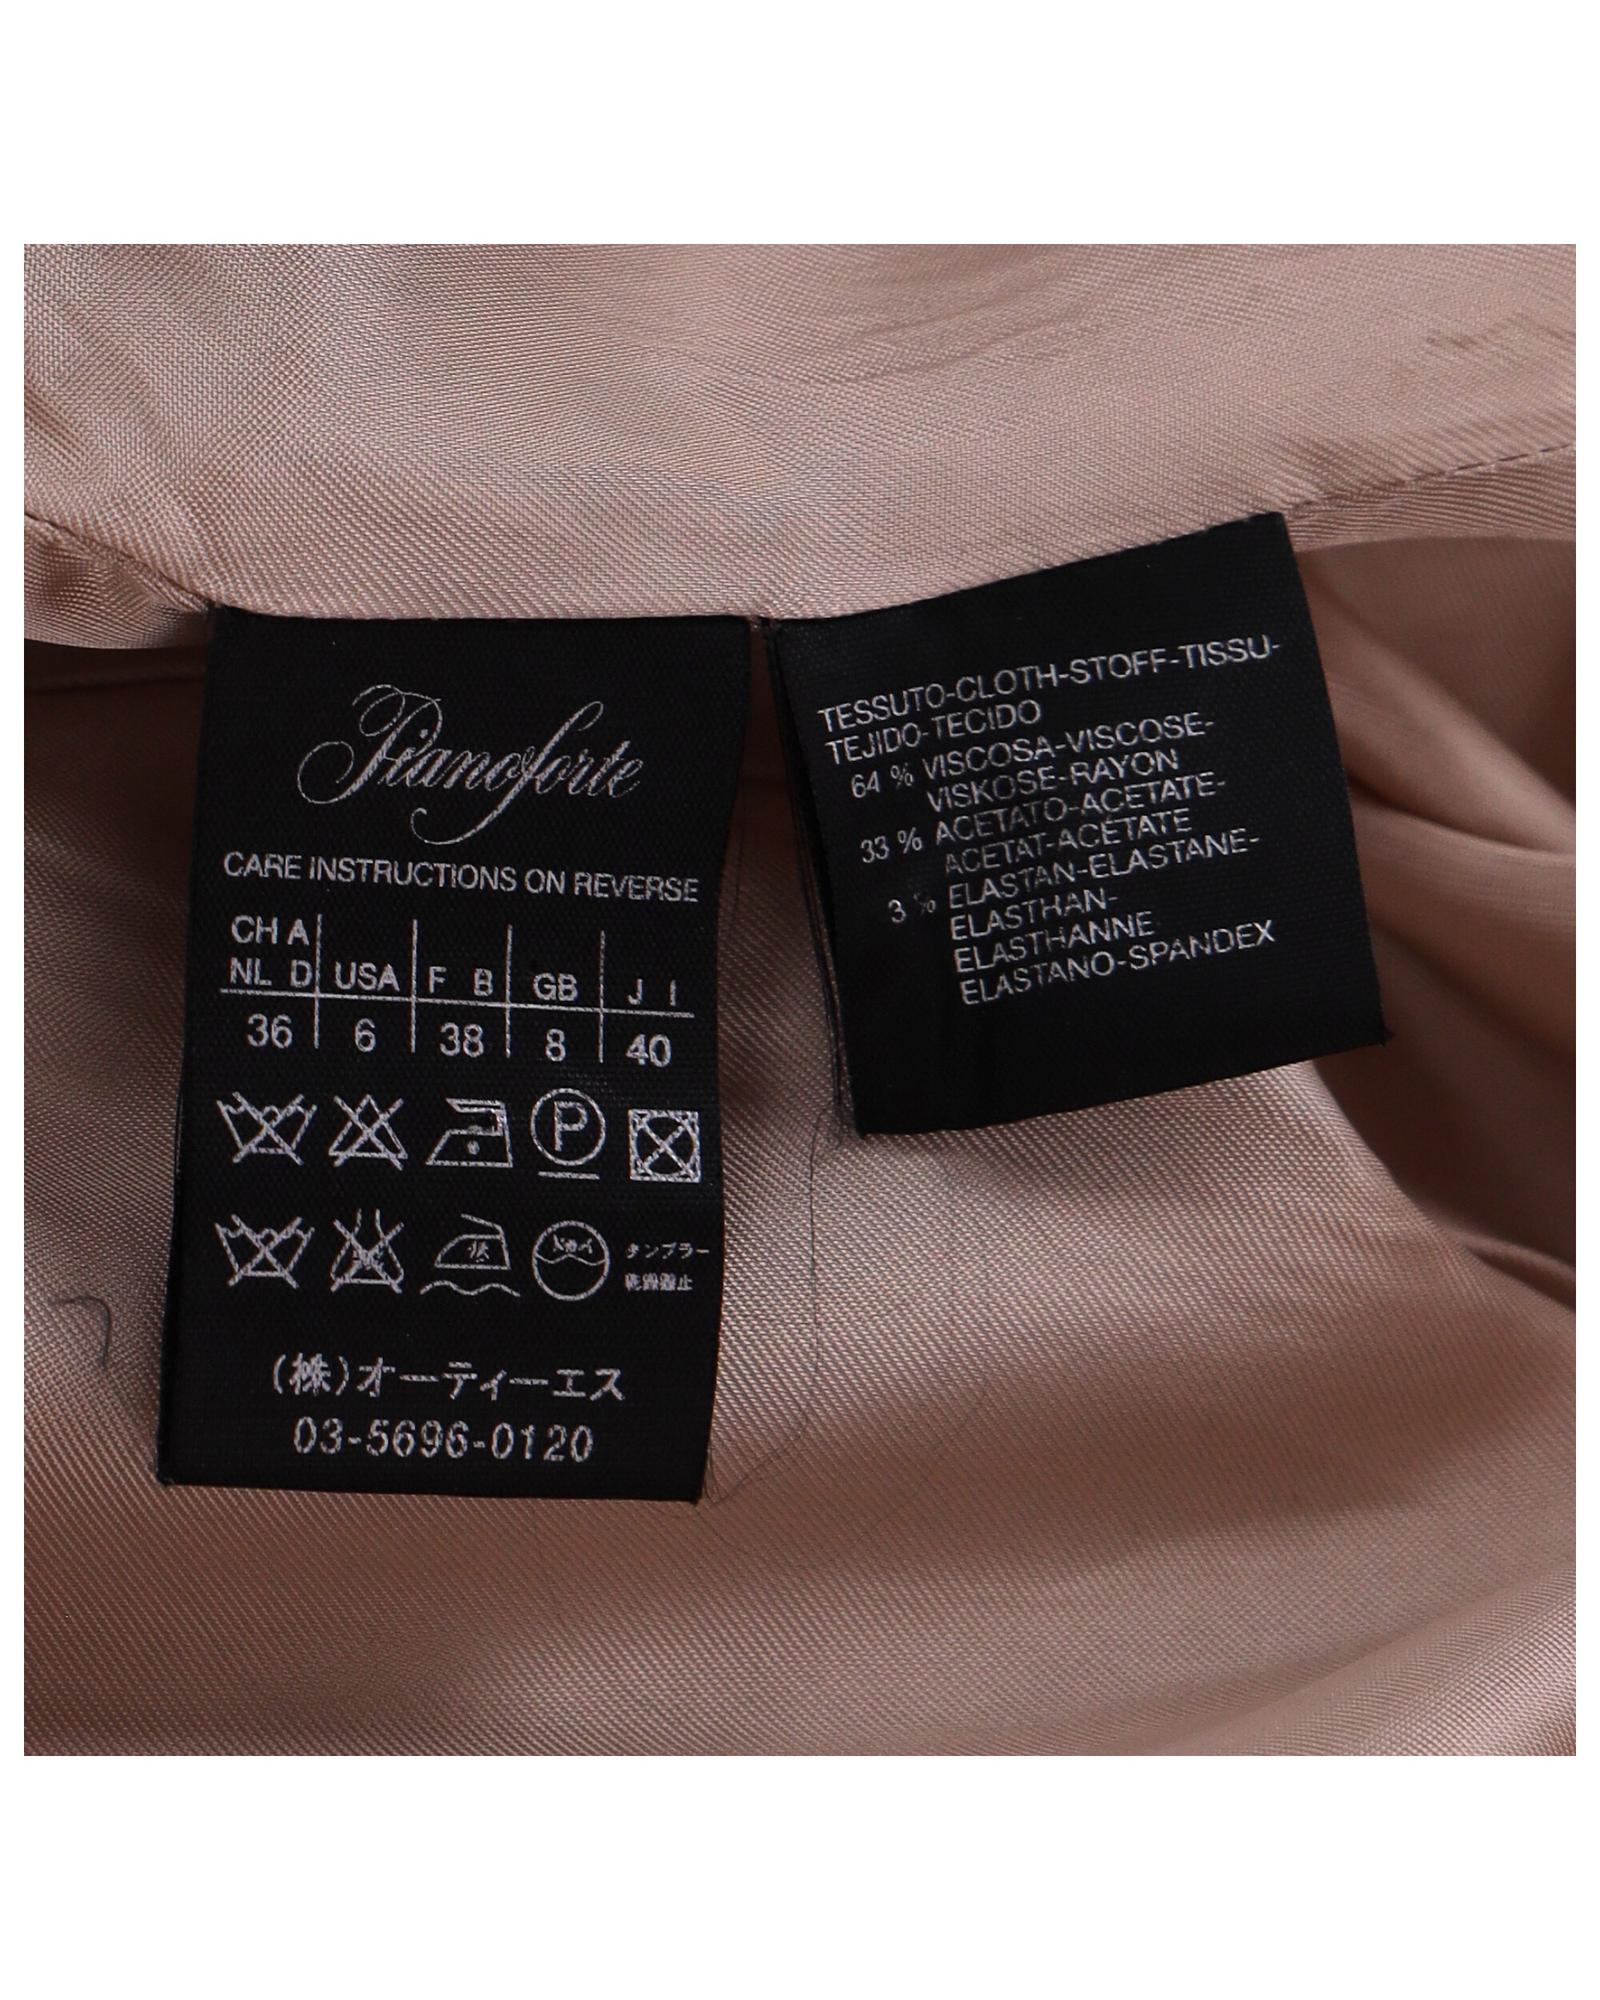 Pianoforte
CARE INSTRUCTIONS ON REVERSE
CH A
NL D USA F B GB J I
36 6 38 8 40
P
タンブラー
乾燥禁止
(株)オーティーエス
03-5696-0120
TESSUTO-CLOTH-STOFF-TISSU-
TEJIDO-TECIDO
64 % VISCOSA-VISCOSE-
VISKOSE-RAYON
33 % ACETATO-ACETATE-
ACETAT-ACÉTATE
3 % ELASTAN-ELASTANE-
ELASTHAN-
ELASTHANNE
ELASTANO-SPANDEX